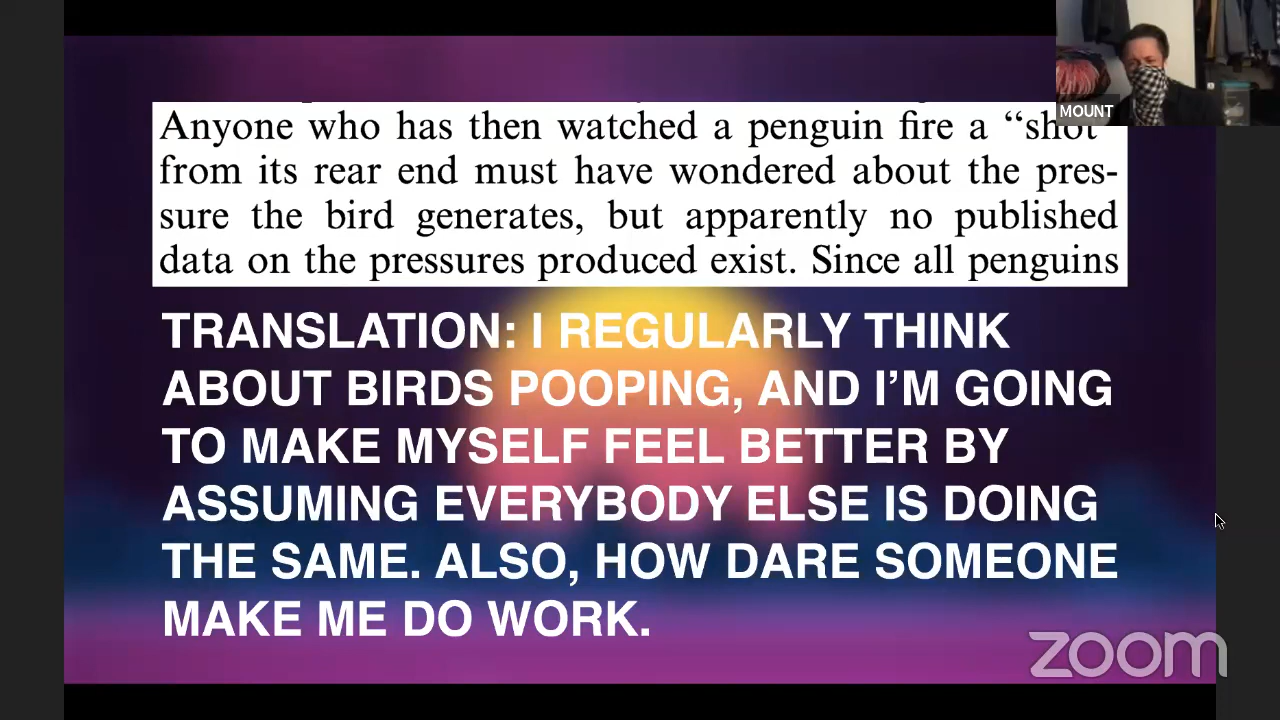 MOUNT
Anyone who has then watched a penguin fire a “shot
from its rear end must have wondered about the pres-
sure the bird generates, but apparently no published
data on the pressures produced exist. Since all penguins
TRANSLATION: I REGULARLY THINK
ABOUT BIRDS POOPING, AND I’M GOING
TO MAKE MYSELF FEEL BETTER BY
ASSUMING EVERYBODY ELSE IS DOING
THE SAME. ALSO, HOW DARE SOMEONE
MAKE ME DO WORK.
zoom